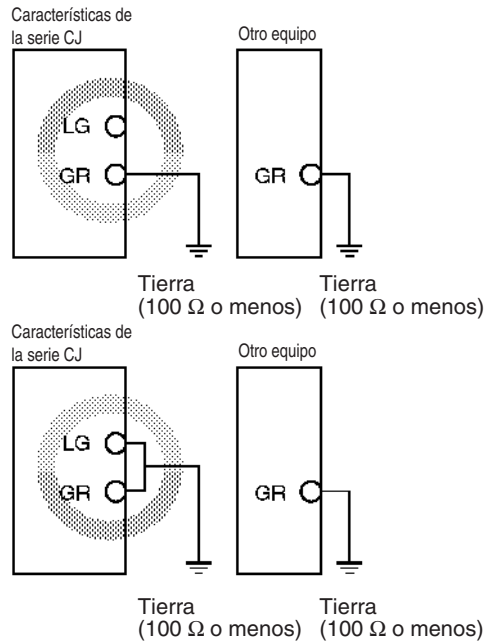 Características de
la serie CJ
Otro equipo
LG
GR
GR
Tierra
(100 Ω o menos)
Tierra
(100 Ω o menos)
Características de
la serie CJ
Otro equipo
LG
GR
GR
Tierra
(100 Ω o menos)
Tierra
(100 Ω o menos)